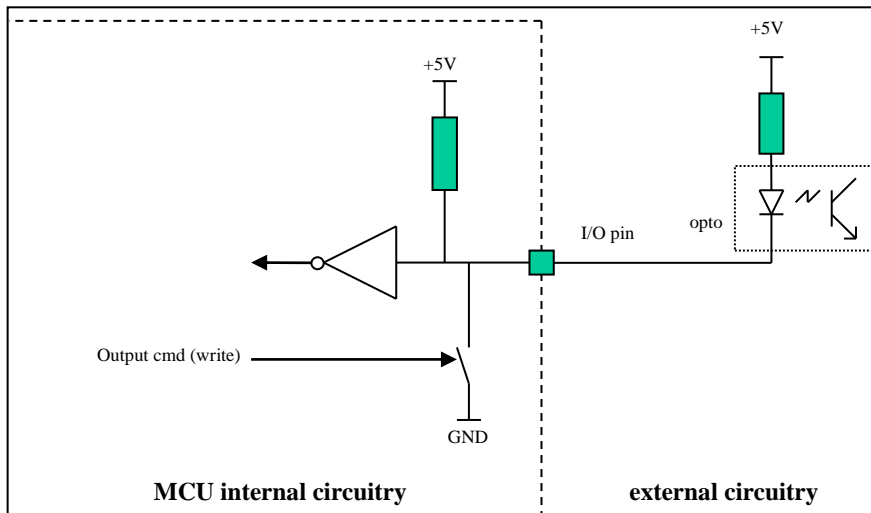 +5V
+5V
opto
I/O pin
Output cmd (write)
GND
MCU internal circuitry
external circuitry